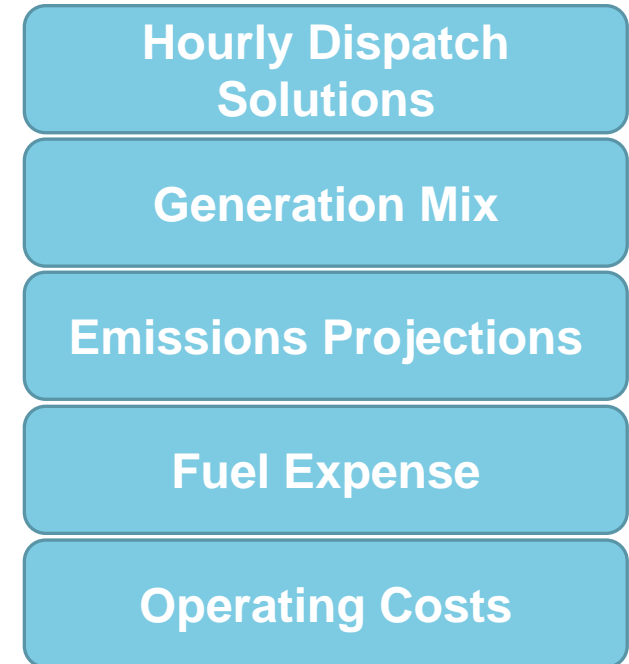 Hourly Dispatch
Solutions
Generation Mix
Emissions Projections
Fuel Expense
Operating Costs